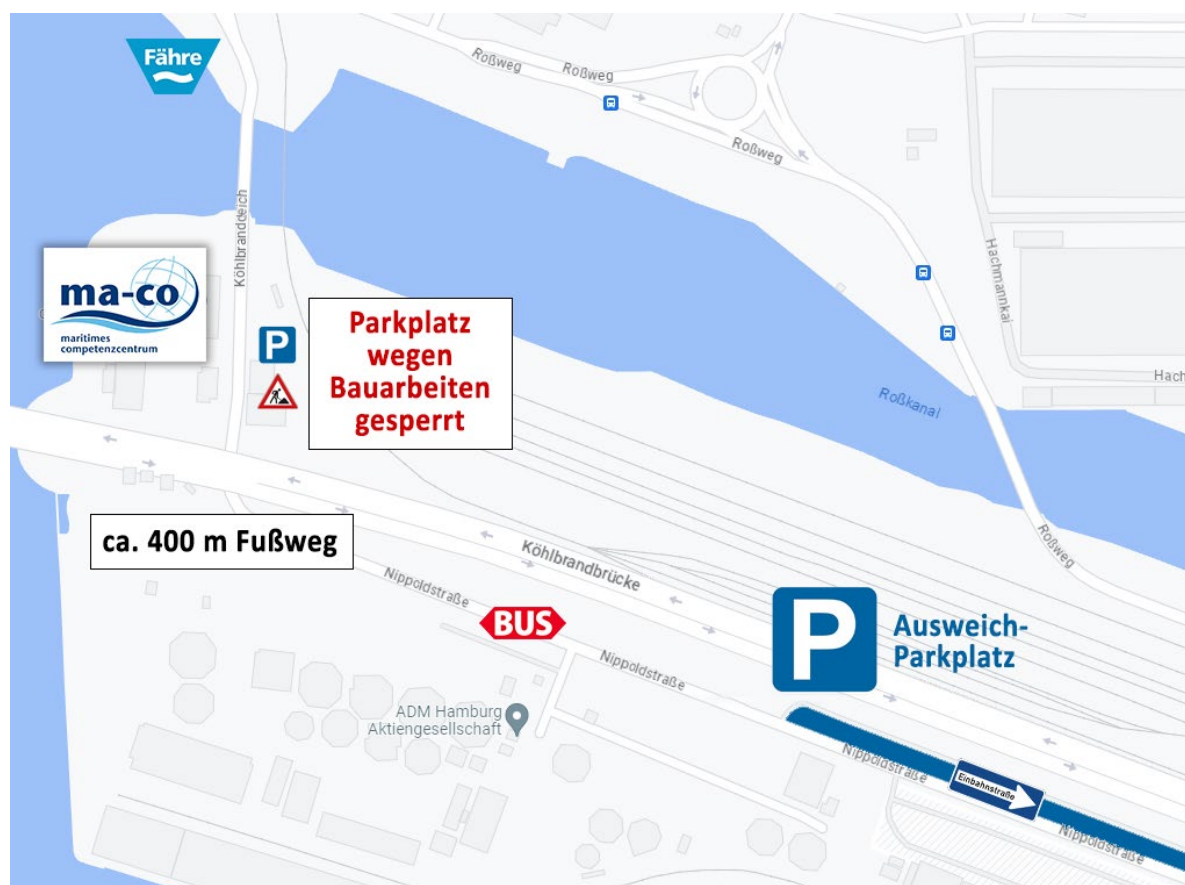 Fähre
Roßweg
Roßweg
Roßweg
Köhlbranddeich
ma-co
maritimes
competenzcentrum
P
Parkplatz
wegen
Bauarbeiten
gesperrt
Hachmannkai
Hach
Roßkanal
Roßweg
ca. 400 m Fußweg
Köhlbrandbrücke
Nippoldstraße
BUS
P
Ausweich-
Parkplatz
Nippoldstraße
ADM Hamburg
Aktiengesellschaft
Nippoldstraße
Einbahnstraße
Nippoldstraße